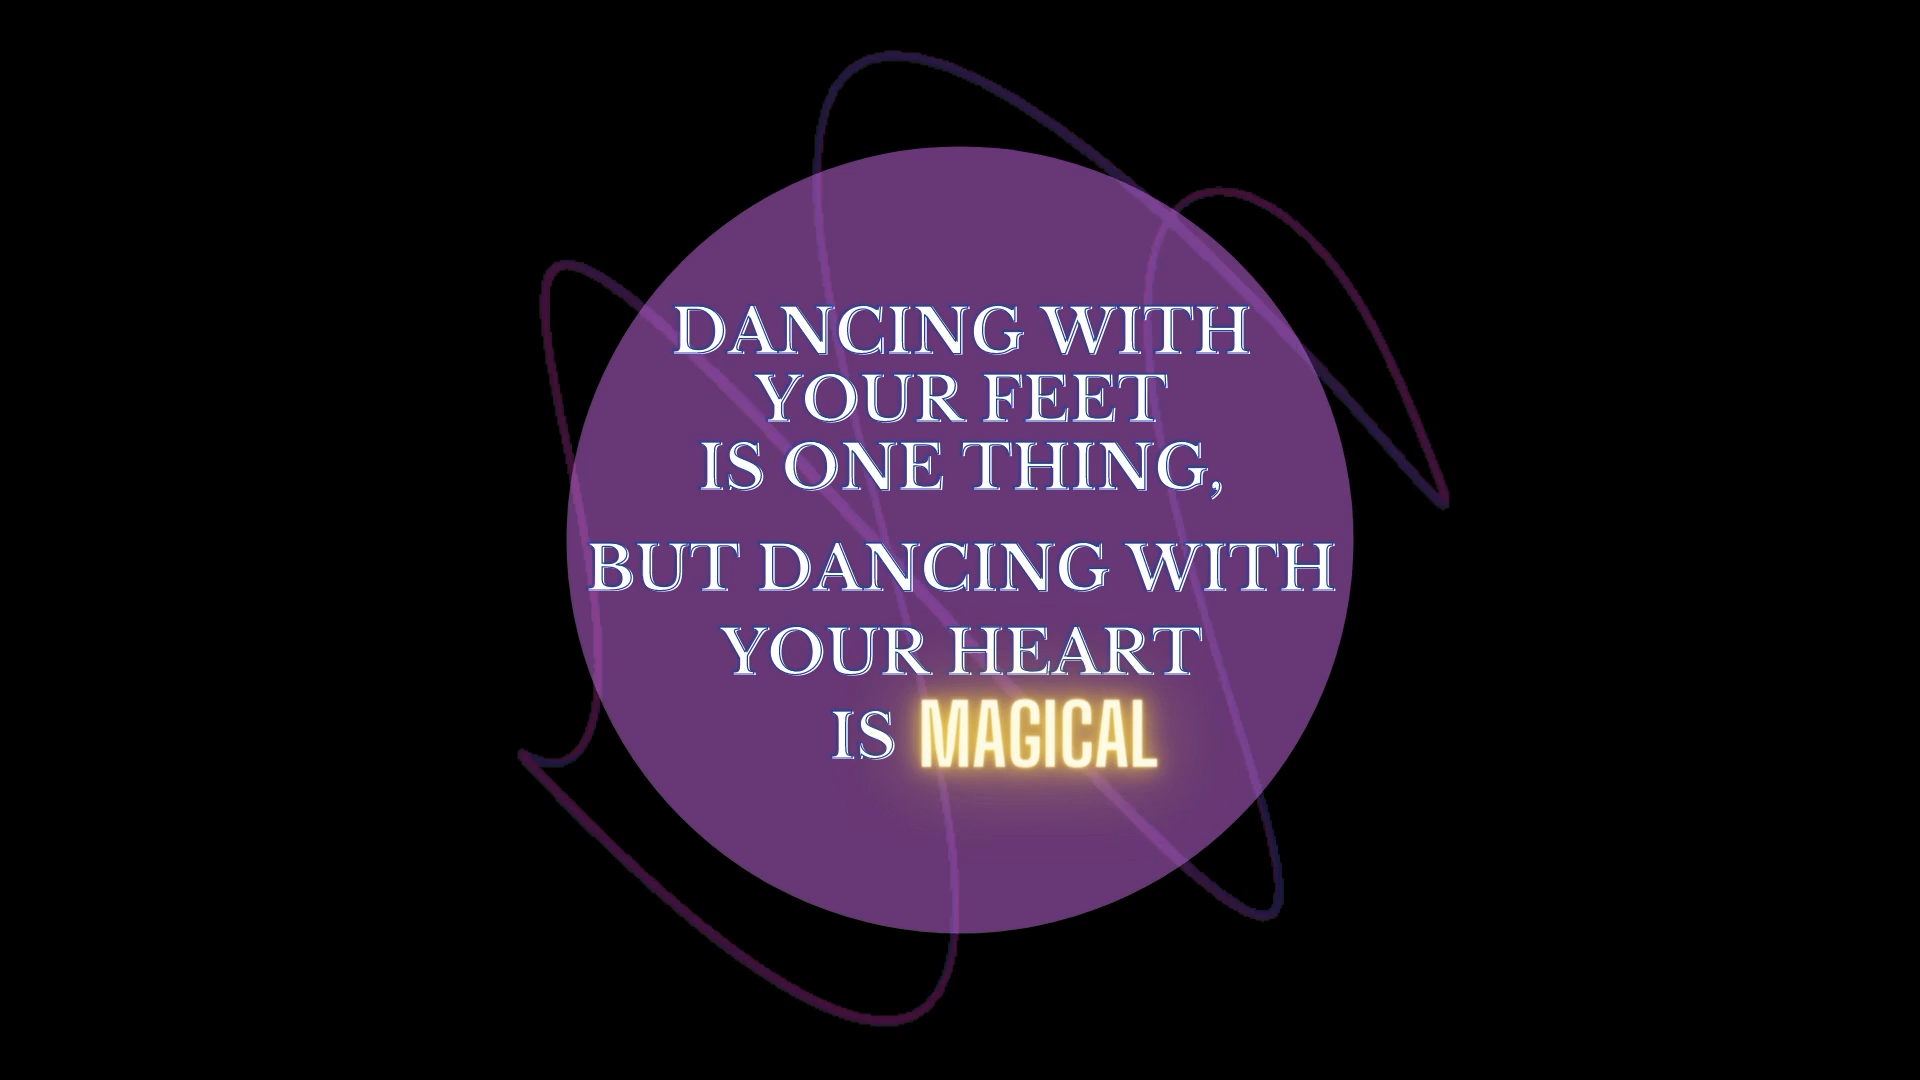 DANCING WITH
YOUR FEET
IS ONE THING,
BUT DANCING WITH
YOUR HEART
IS MAGICAL